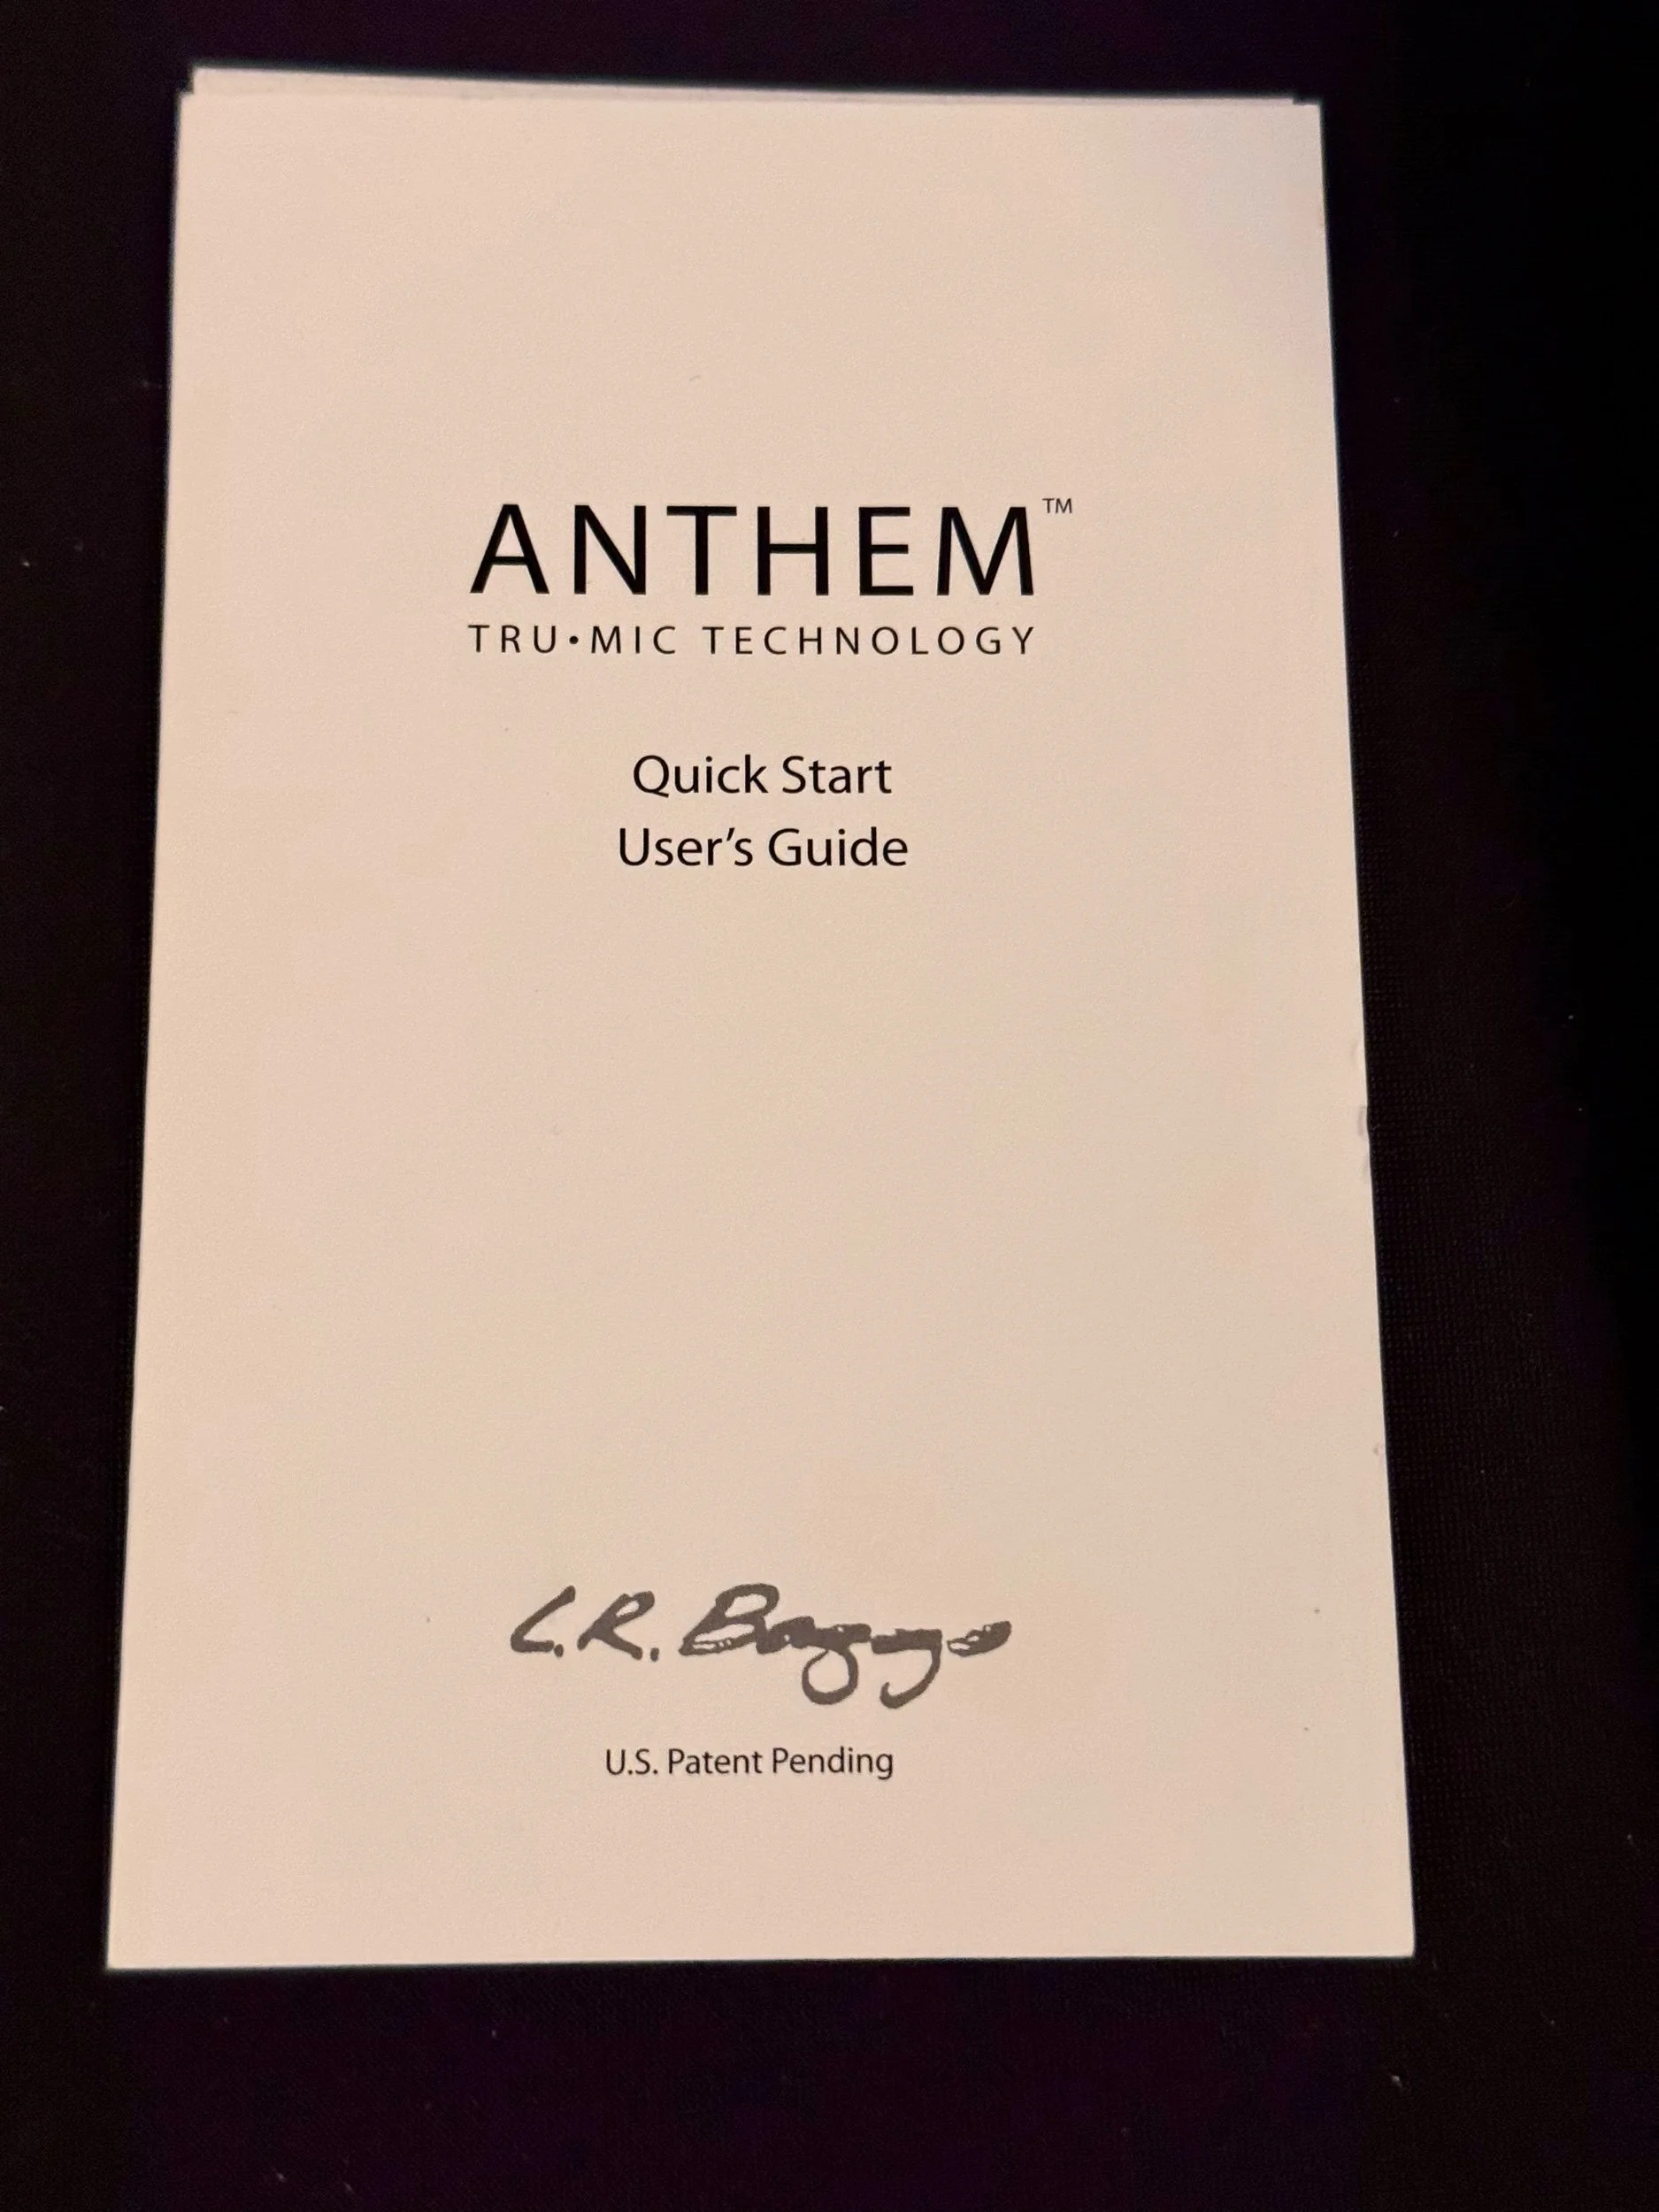 ANTHEM™
TRU•MIC TECHNOLOGY
Quick Start
User’s Guide
L.R. Baggs
U.S. Patent Pending